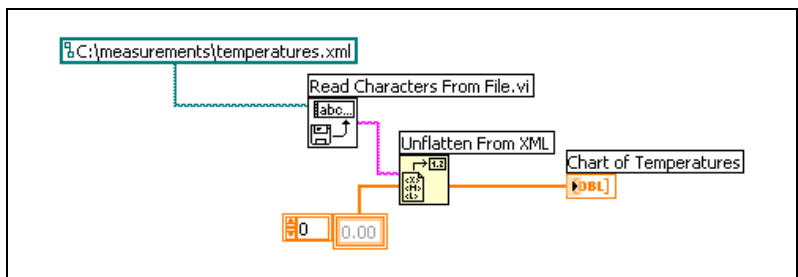 C:\measurements\temperatures.xml
Read Characters From File.vi
abc...
Unflatten From XML
1.2
<X>
<M>
<L>
Chart of Temperatures
DBL]
0
0.00